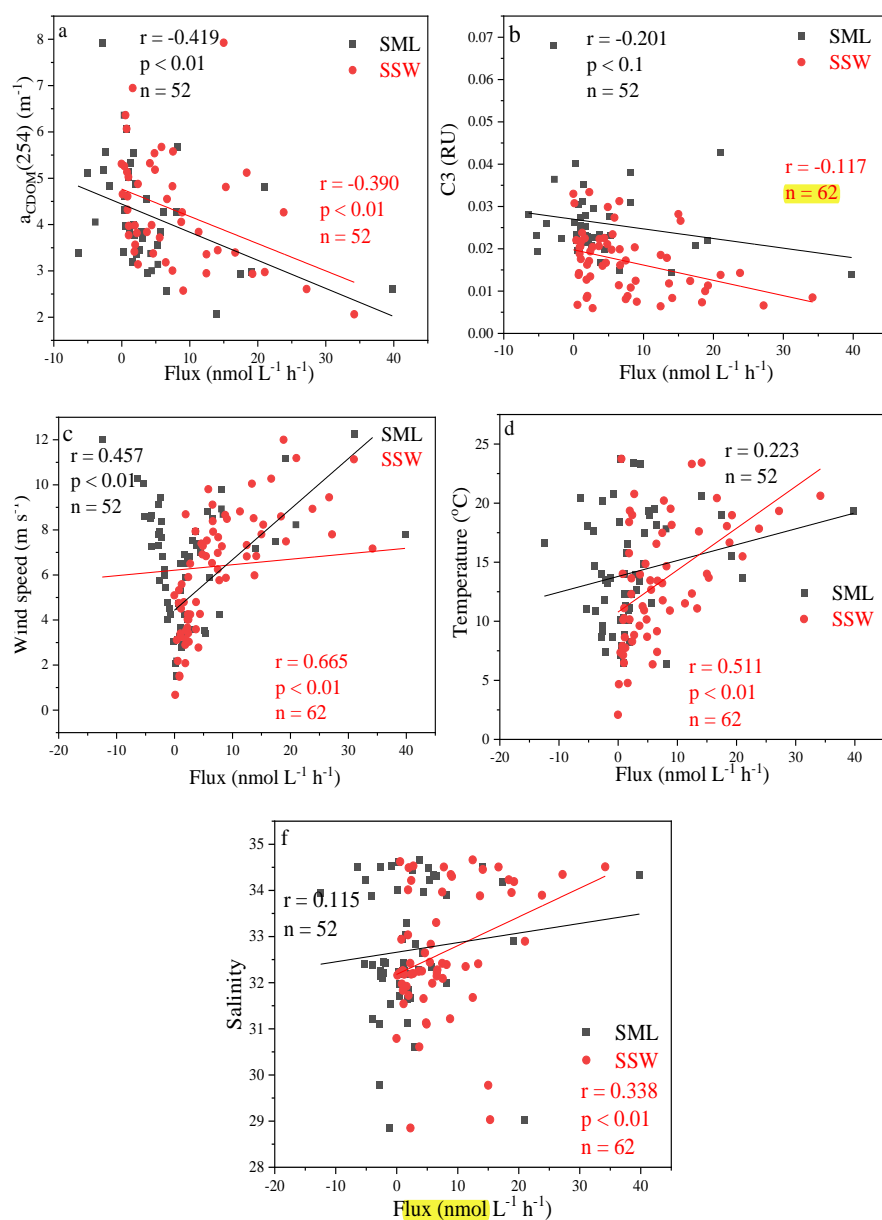 a
r = -0.419
p < 0.01
n = 52
SML
SSW
r = -0.390
p < 0.01
n = 52
8
7
6
5
4
3
2
a_CDOM(254) (m⁻¹)
-10 0 10 20 30 40
Flux (nmol L⁻¹ h⁻¹)
b
r = -0.201
p < 0.1
n = 52
SML
SSW
r = -0.117
n = 62
0.07
0.06
0.05
0.04
0.03
0.02
0.01
0.00
C3 (RU)
-10 0 10 20 30 40
Flux (nmol L⁻¹ h⁻¹)
c
r = 0.457
p < 0.01
n = 52
SML
SSW
r = 0.665
p < 0.01
n = 62
12
10
8
6
4
2
0
Wind speed (m s⁻¹)
-20 -10 0 10 20 30 40
Flux (nmol L⁻¹ h⁻¹)
d
r = 0.223
n = 52
SML
SSW
r = 0.511
p < 0.01
n = 62
25
20
15
10
5
0
Temperature (°C)
-20 -10 0 10 20 30 40
Flux (nmol L⁻¹ h⁻¹)
f
r = 0.115
n = 52
SML
SSW
r = 0.338
p < 0.01
n = 62
35
34
33
32
31
30
29
28
Salinity
-20 -10 0 10 20 30 40
Flux (nmol L⁻¹ h⁻¹)